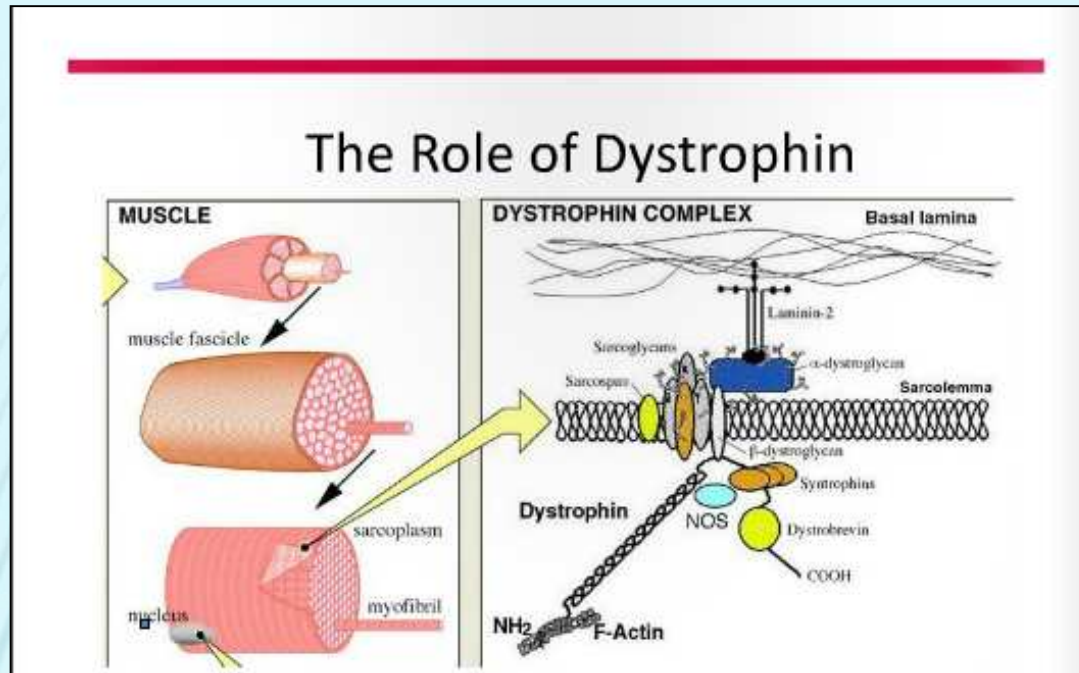 The Role of Dystrophin
MUSCLE
muscle fascicle
sarcoplasm
myofibril
nucleus
DYSTROPHIN COMPLEX
Basal lamina
Laminin-2
Sarcoglycans
α-dystroglycan
Sarcospan
Sarcolemma
β-dystroglycan
Syntrophins
Dystrophin
NOS
Dystrobrevin
COOH
NH2
F-Actin